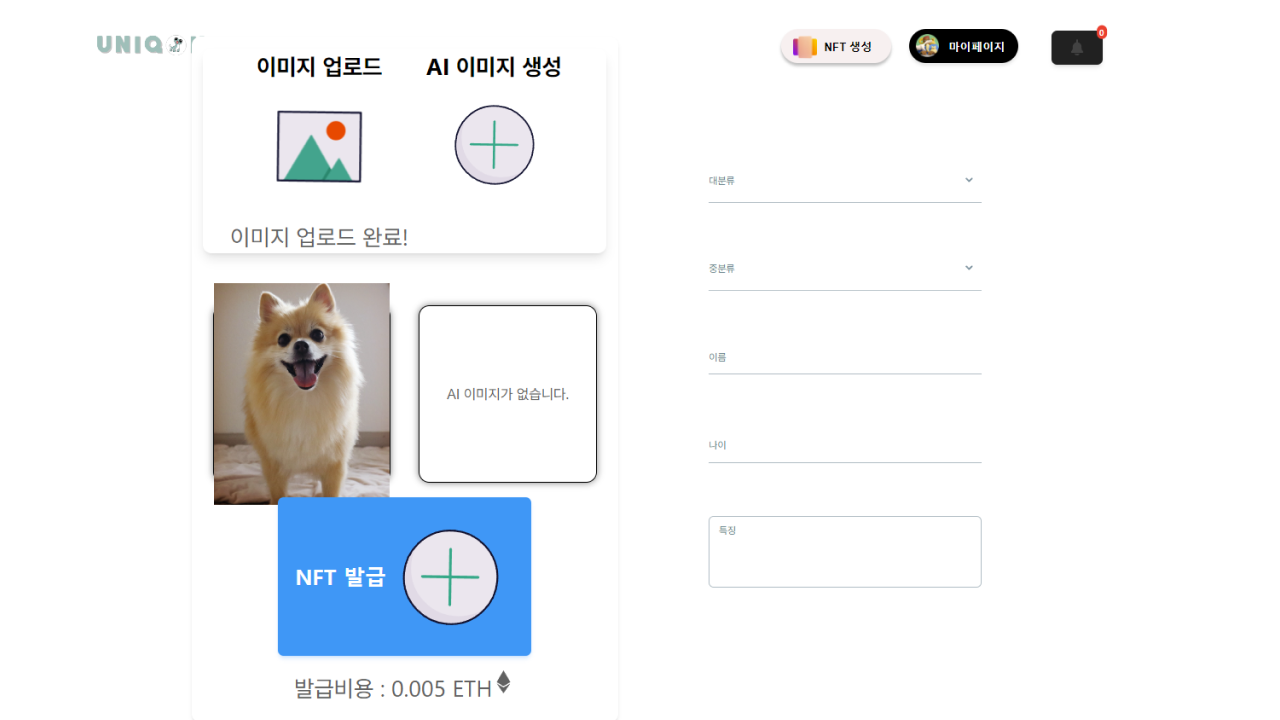 NFT 생성
마이페이지
0
이미지 업로드
AI 이미지 생성
이미지 업로드 완료!
AI 이미지가 없습니다.
NFT 발급
발급비용 : 0.005 ETH
대분류
중분류
이름
나이
특징